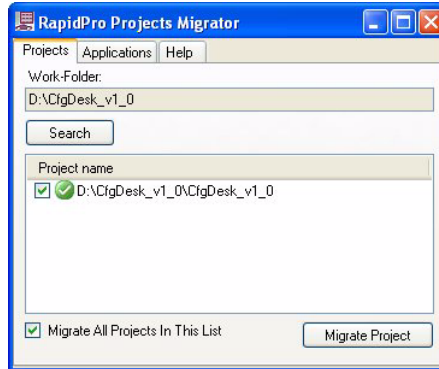 RapidPro Projects Migrator
Projects Applications Help
Work-Folder:
D:\CfgDesk_v1_0
Search
Project name
D:\CfgDesk_v1_0\CfgDesk_v1_0
Migrate All Projects In This List
Migrate Project